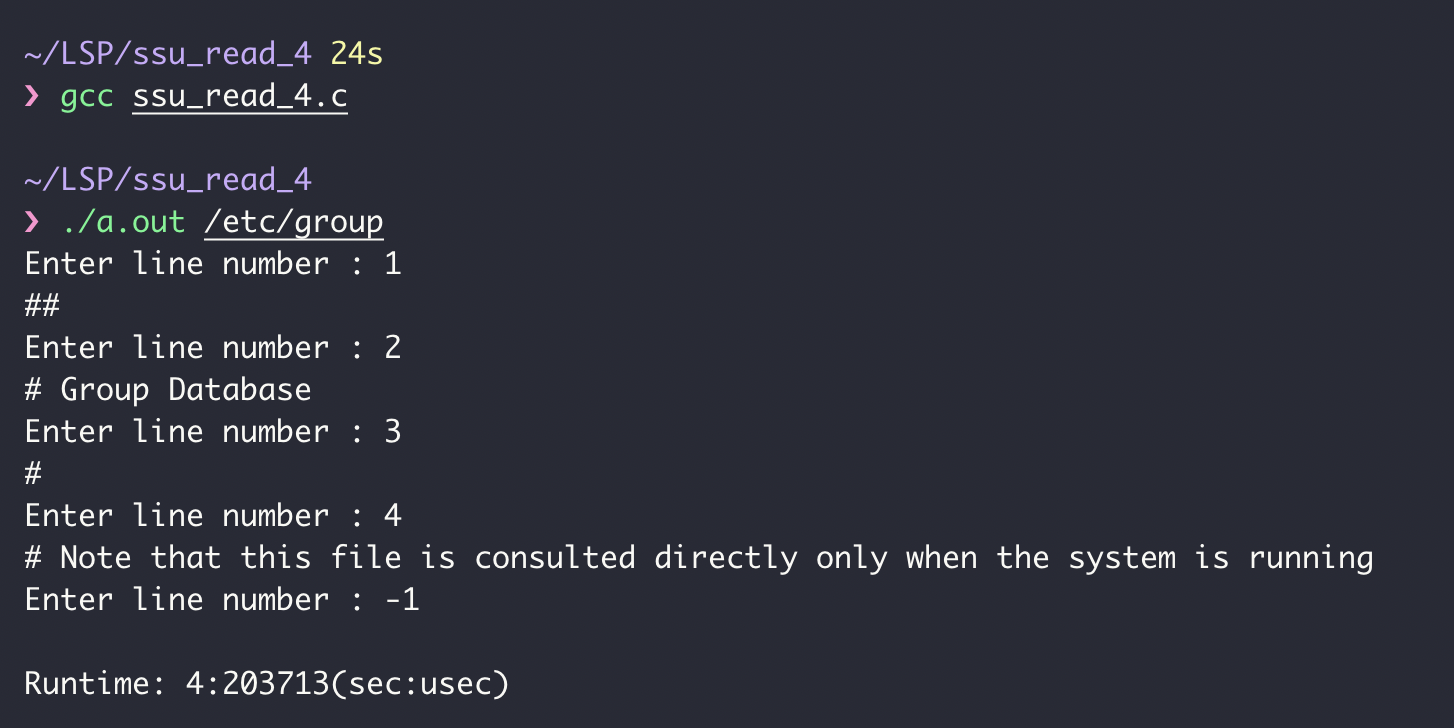 ~/LSP/ssu_read_4 24s
❯ gcc ssu_read_4.c
~/LSP/ssu_read_4
❯ ./a.out /etc/group
Enter line number : 1
##
Enter line number : 2
# Group Database
Enter line number : 3
#
Enter line number : 4
# Note that this file is consulted directly only when the system is running
Enter line number : -1
Runtime: 4:203713(sec:usec)